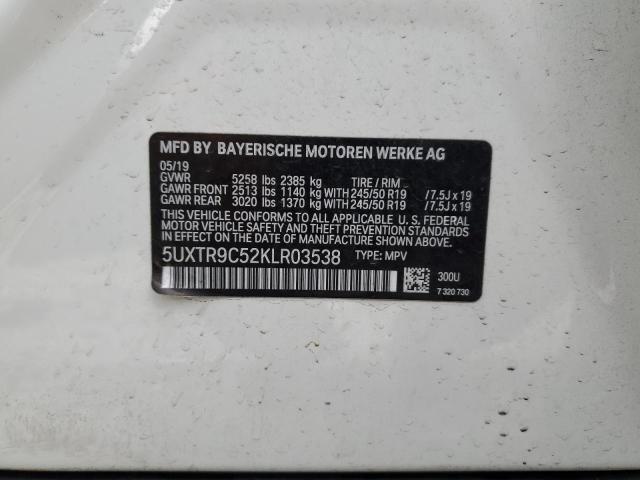 MFD BY BAYERISCHE MOTOREN WERKE AG
05/19
GVWR 5258 lbs 2385 kg TIRE / RIM
GAWR FRONT 2513 lbs 1140 kg WITH 245/50 R19 /7.5J x 19
GAWR REAR 3020 lbs 1370 kg WITH 245/50 R19 /7.5J x 19
THIS VEHICLE CONFORMS TO ALL APPLICABLE U. S. FEDERAL
MOTOR VEHICLE SAFETY AND THEFT PREVENTION STANDARDS
IN EFFECT ON THE DATE OF MANUFACTURE SHOWN ABOVE.
5UXTR9C52KLR03538 TYPE: MPV
300U
7 320 730